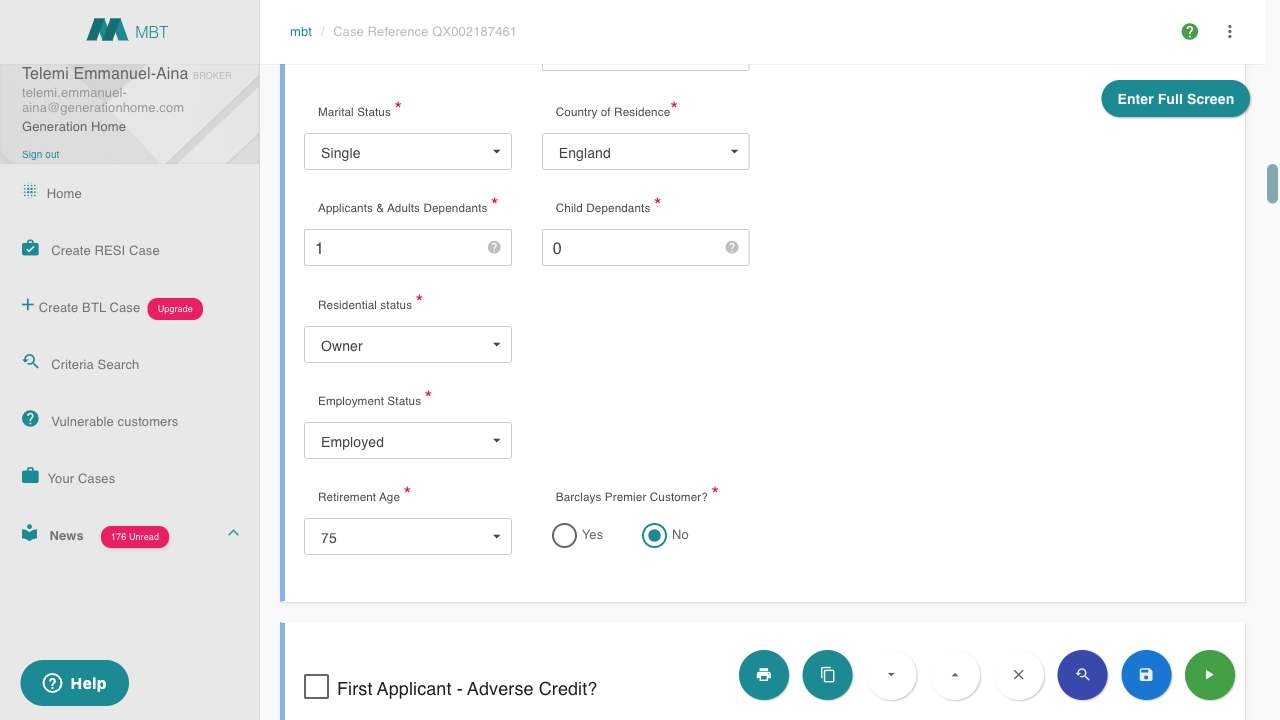 MBT
mbt / Case Reference QX002187461
Telemi Emmanuel-Aina BROKER
telemi.emmanuel-
aina@generationhome.com
Generation Home
Sign out
Home
Create RESI Case
Create BTL Case Upgrade
Criteria Search
Vulnerable customers
Your Cases
News 176 Unread
Help
Enter Full Screen
Marital Status * Country of Residence *
Single England
Applicants & Adults Dependants * Child Dependants *
1 0
Residential status *
Owner
Employment Status *
Employed
Retirement Age * Barclays Premier Customer? *
75 Yes No
First Applicant - Adverse Credit?